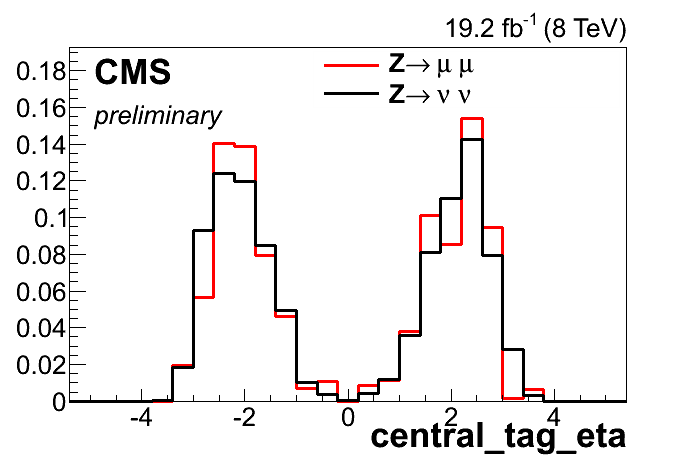 19.2 fb-1 (8 TeV)
CMS
preliminary
Z→ μ μ
Z→ ν ν
0.18
0.16
0.14
0.12
0.1
0.08
0.06
0.04
0.02
0
-4 -2 0 2 4
central_tag_eta